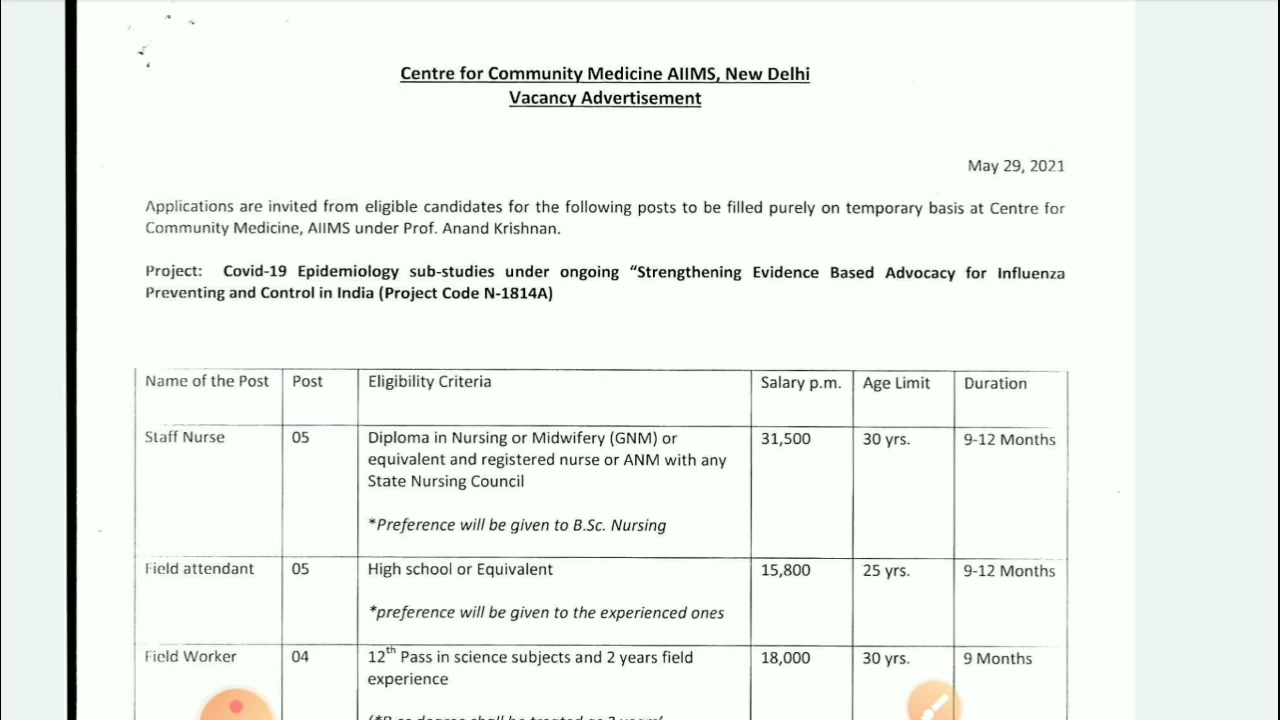 Centre for Community Medicine AIIMS, New Delhi
Vacancy Advertisement
May 29, 2021
Applications are invited from eligible candidates for the following posts to be filled purely on temporary basis at Centre for
Community Medicine, AIIMS under Prof. Anand Krishnan.
Project: Covid-19 Epidemiology sub-studies under ongoing “Strengthening Evidence Based Advocacy for Influenza
Preventing and Control in India (Project Code N-1814A)
Name of the Post Post Eligibility Criteria Salary p.m. Age Limit Duration
Staff Nurse 05 Diploma in Nursing or Midwifery (GNM) or 31,500 30 yrs. 9-12 Months
equivalent and registered nurse or ANM with any
State Nursing Council
*Preference will be given to B.Sc. Nursing
Field attendant 05 High school or Equivalent 15,800 25 yrs. 9-12 Months
*preference will be given to the experienced ones
Field Worker 04 12th Pass in science subjects and 2 years field 18,000 30 yrs. 9 Months
experience